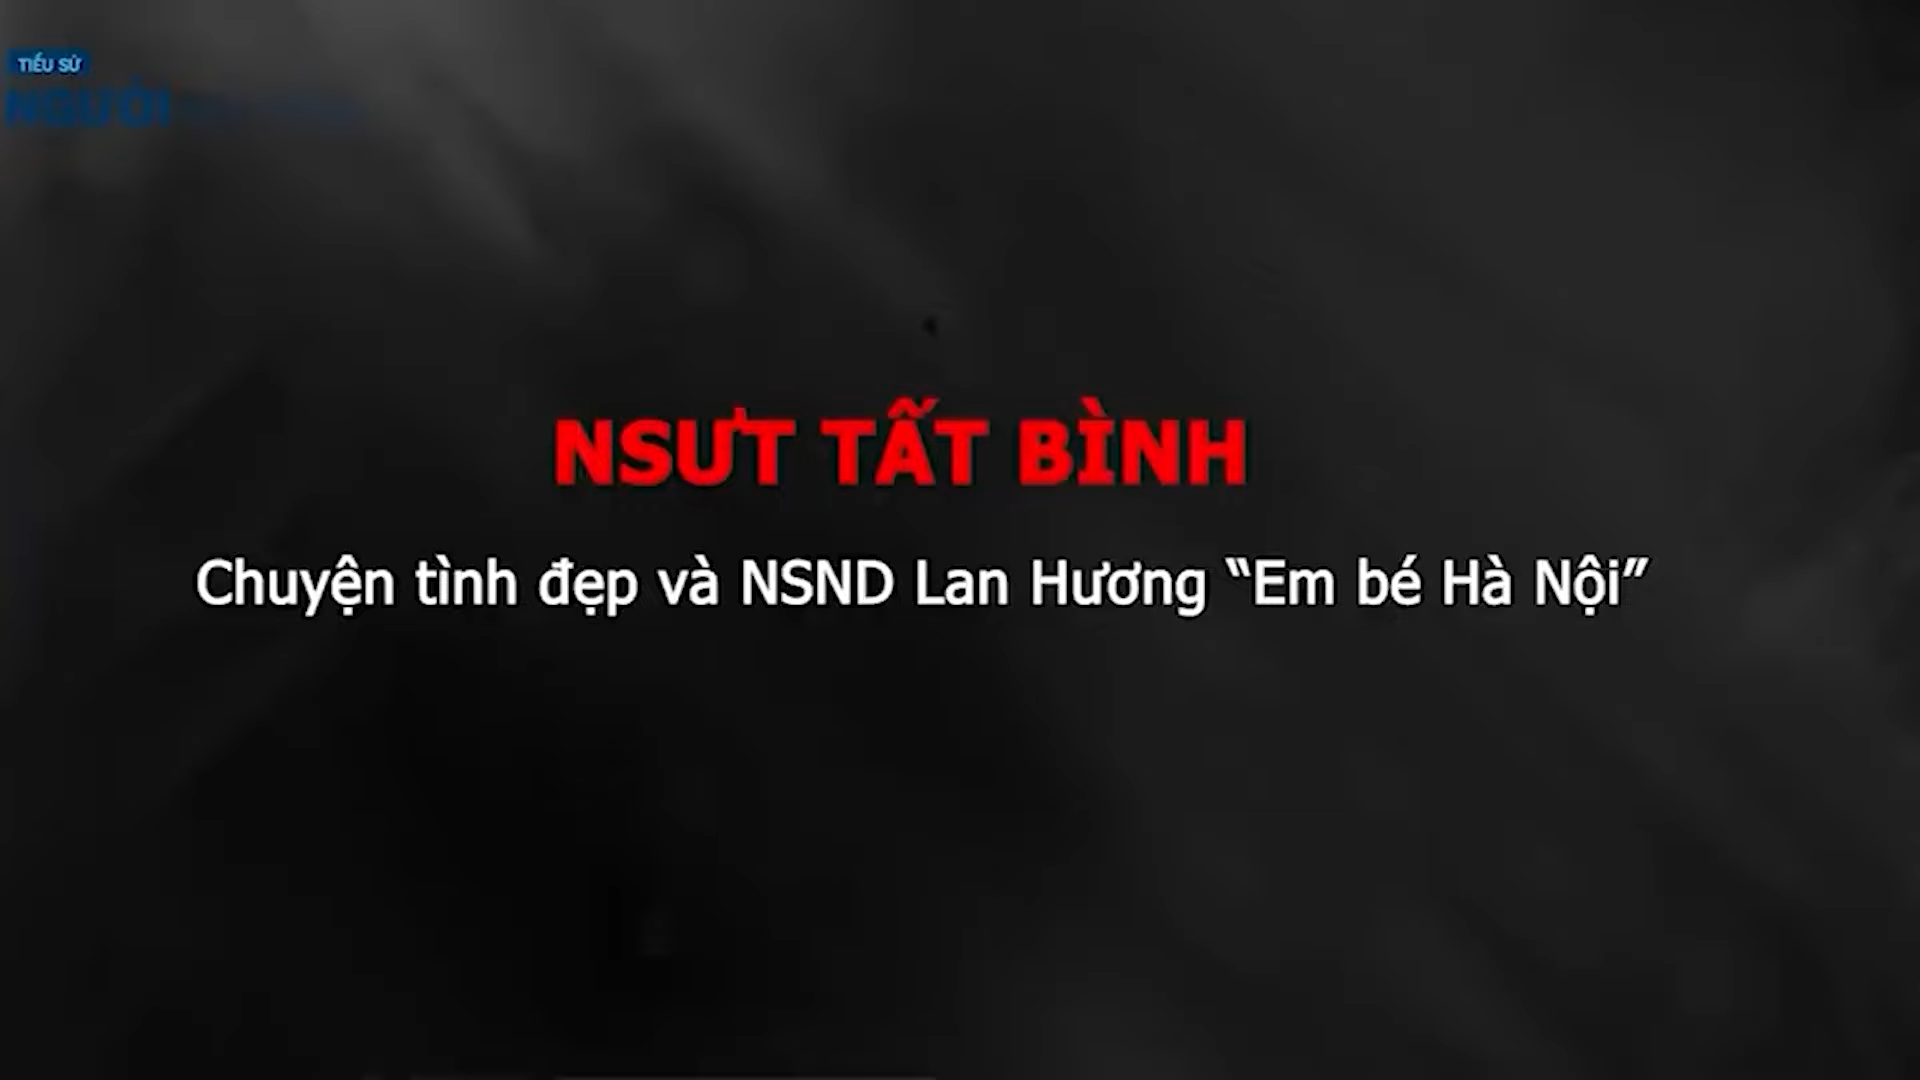 TIỂU SỬ
NGƯỜI
NSƯT TẤT BÌNH
Chuyện tình đẹp và NSND Lan Hương “Em bé Hà Nội”